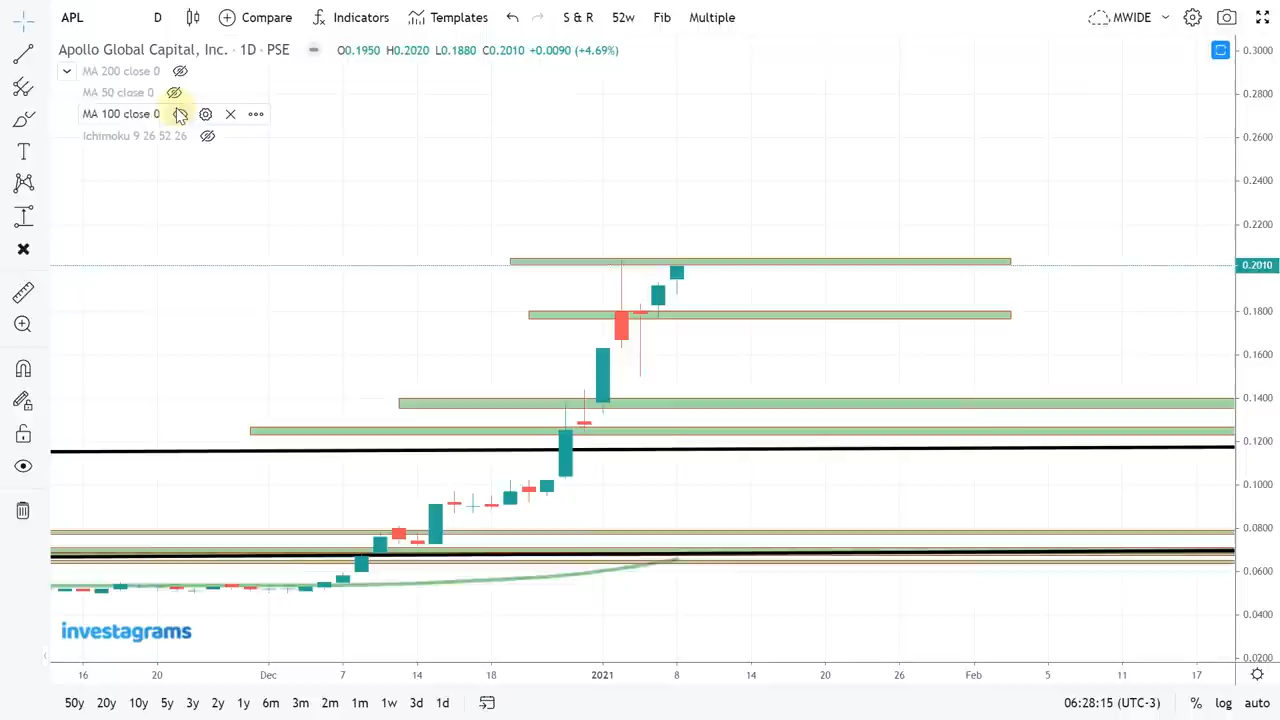 APL D Compare Indicators Templates S & R 52w Fib Multiple MWIDE
Apollo Global Capital, Inc. · 1D · PSE O0.1950 H0.2020 L0.1880 C0.2010 +0.0090 (+4.69%)
MA 200 close 0
MA 50 close 0
MA 100 close 0
Ichimoku 9 26 52 26
0.3000
0.2800
0.2600
0.2400
0.2200
0.2010
0.1800
0.1600
0.1400
0.1200
0.1000
0.0800
0.0600
0.0400
0.0200
investagrams
16 20 Dec 7 14 18 2021 8 14 20 26 Feb 5 11 17
50y 20y 10y 5y 3y 2y 1y 6m 3m 2m 1m 1w 3d 1d 06:28:15 (UTC-3) % log auto